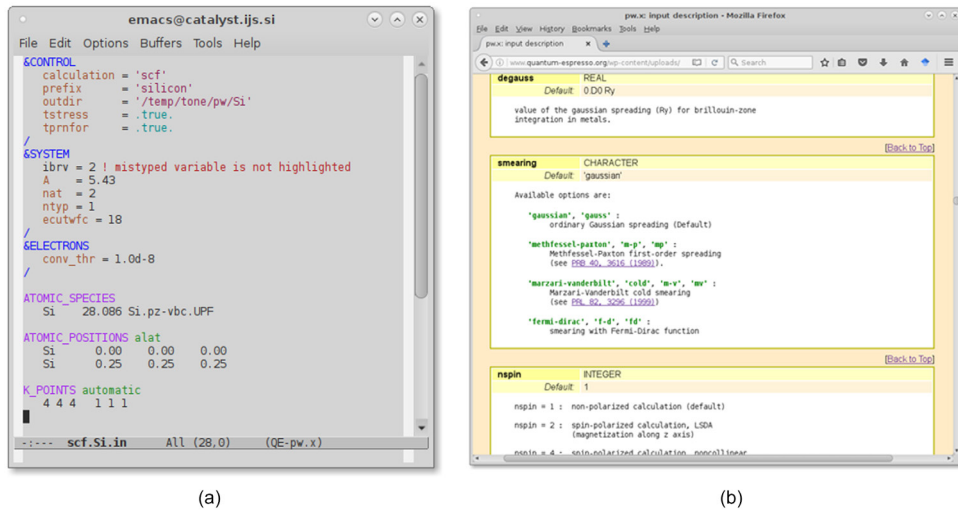 emacs@catalyst.ijs.si
File Edit Options Buffers Tools Help
&CONTROL
calculation = 'scf'
prefix = 'silicon'
outdir = '/temp/tone/pw/Si'
tstress = .true.
tprnfor = .true.
/
&SYSTEM
ibrv = 2 ! mistyped variable is not highlighted
A = 5.43
nat = 2
ntyp = 1
ecutwfc = 18
/
&ELECTRONS
conv_thr = 1.0d-8
/
ATOMIC_SPECIES
Si 28.086 Si.pz-vbc.UPF
ATOMIC_POSITIONS alat
Si 0.00 0.00 0.00
Si 0.25 0.25 0.25
K_POINTS automatic
4 4 4 1 1 1
-:--- scf.Si.in All (28,0) (QE-pw.x)
(a)
pw.x: input description - Mozilla Firefox
File Edit View History Bookmarks Tools Help
pw.x: input description
www.quantum-espresso.org/wp-content/uploads/ Search
degauss REAL
Default: 0.D0 Ry
value of the gaussian spreading (Ry) for brillouin-zone
integration in metals.
[Back to Top]
smearing CHARACTER
Default: 'gaussian'
Available options are:
'gaussian', 'gauss' :
ordinary Gaussian spreading (Default)
'methfessel-paxton', 'm-p', 'mp' :
Methfessel-Paxton first-order spreading
(see PRB 40, 3616 (1989)).
'marzari-vanderbilt', 'cold', 'm-v', 'mv' :
Marzari-Vanderbilt cold smearing
(see PRL 82, 3296 (1999))
'fermi-dirac', 'f-d', 'fd' :
smearing with Fermi-Dirac function
[Back to Top]
nspin INTEGER
Default: 1
nspin = 1 : non-polarized calculation (default)
nspin = 2 : spin-polarized calculation, LSDA
(magnetization along z axis)
nspin = 4 : spin-polarized calculation, noncollinear
(b)